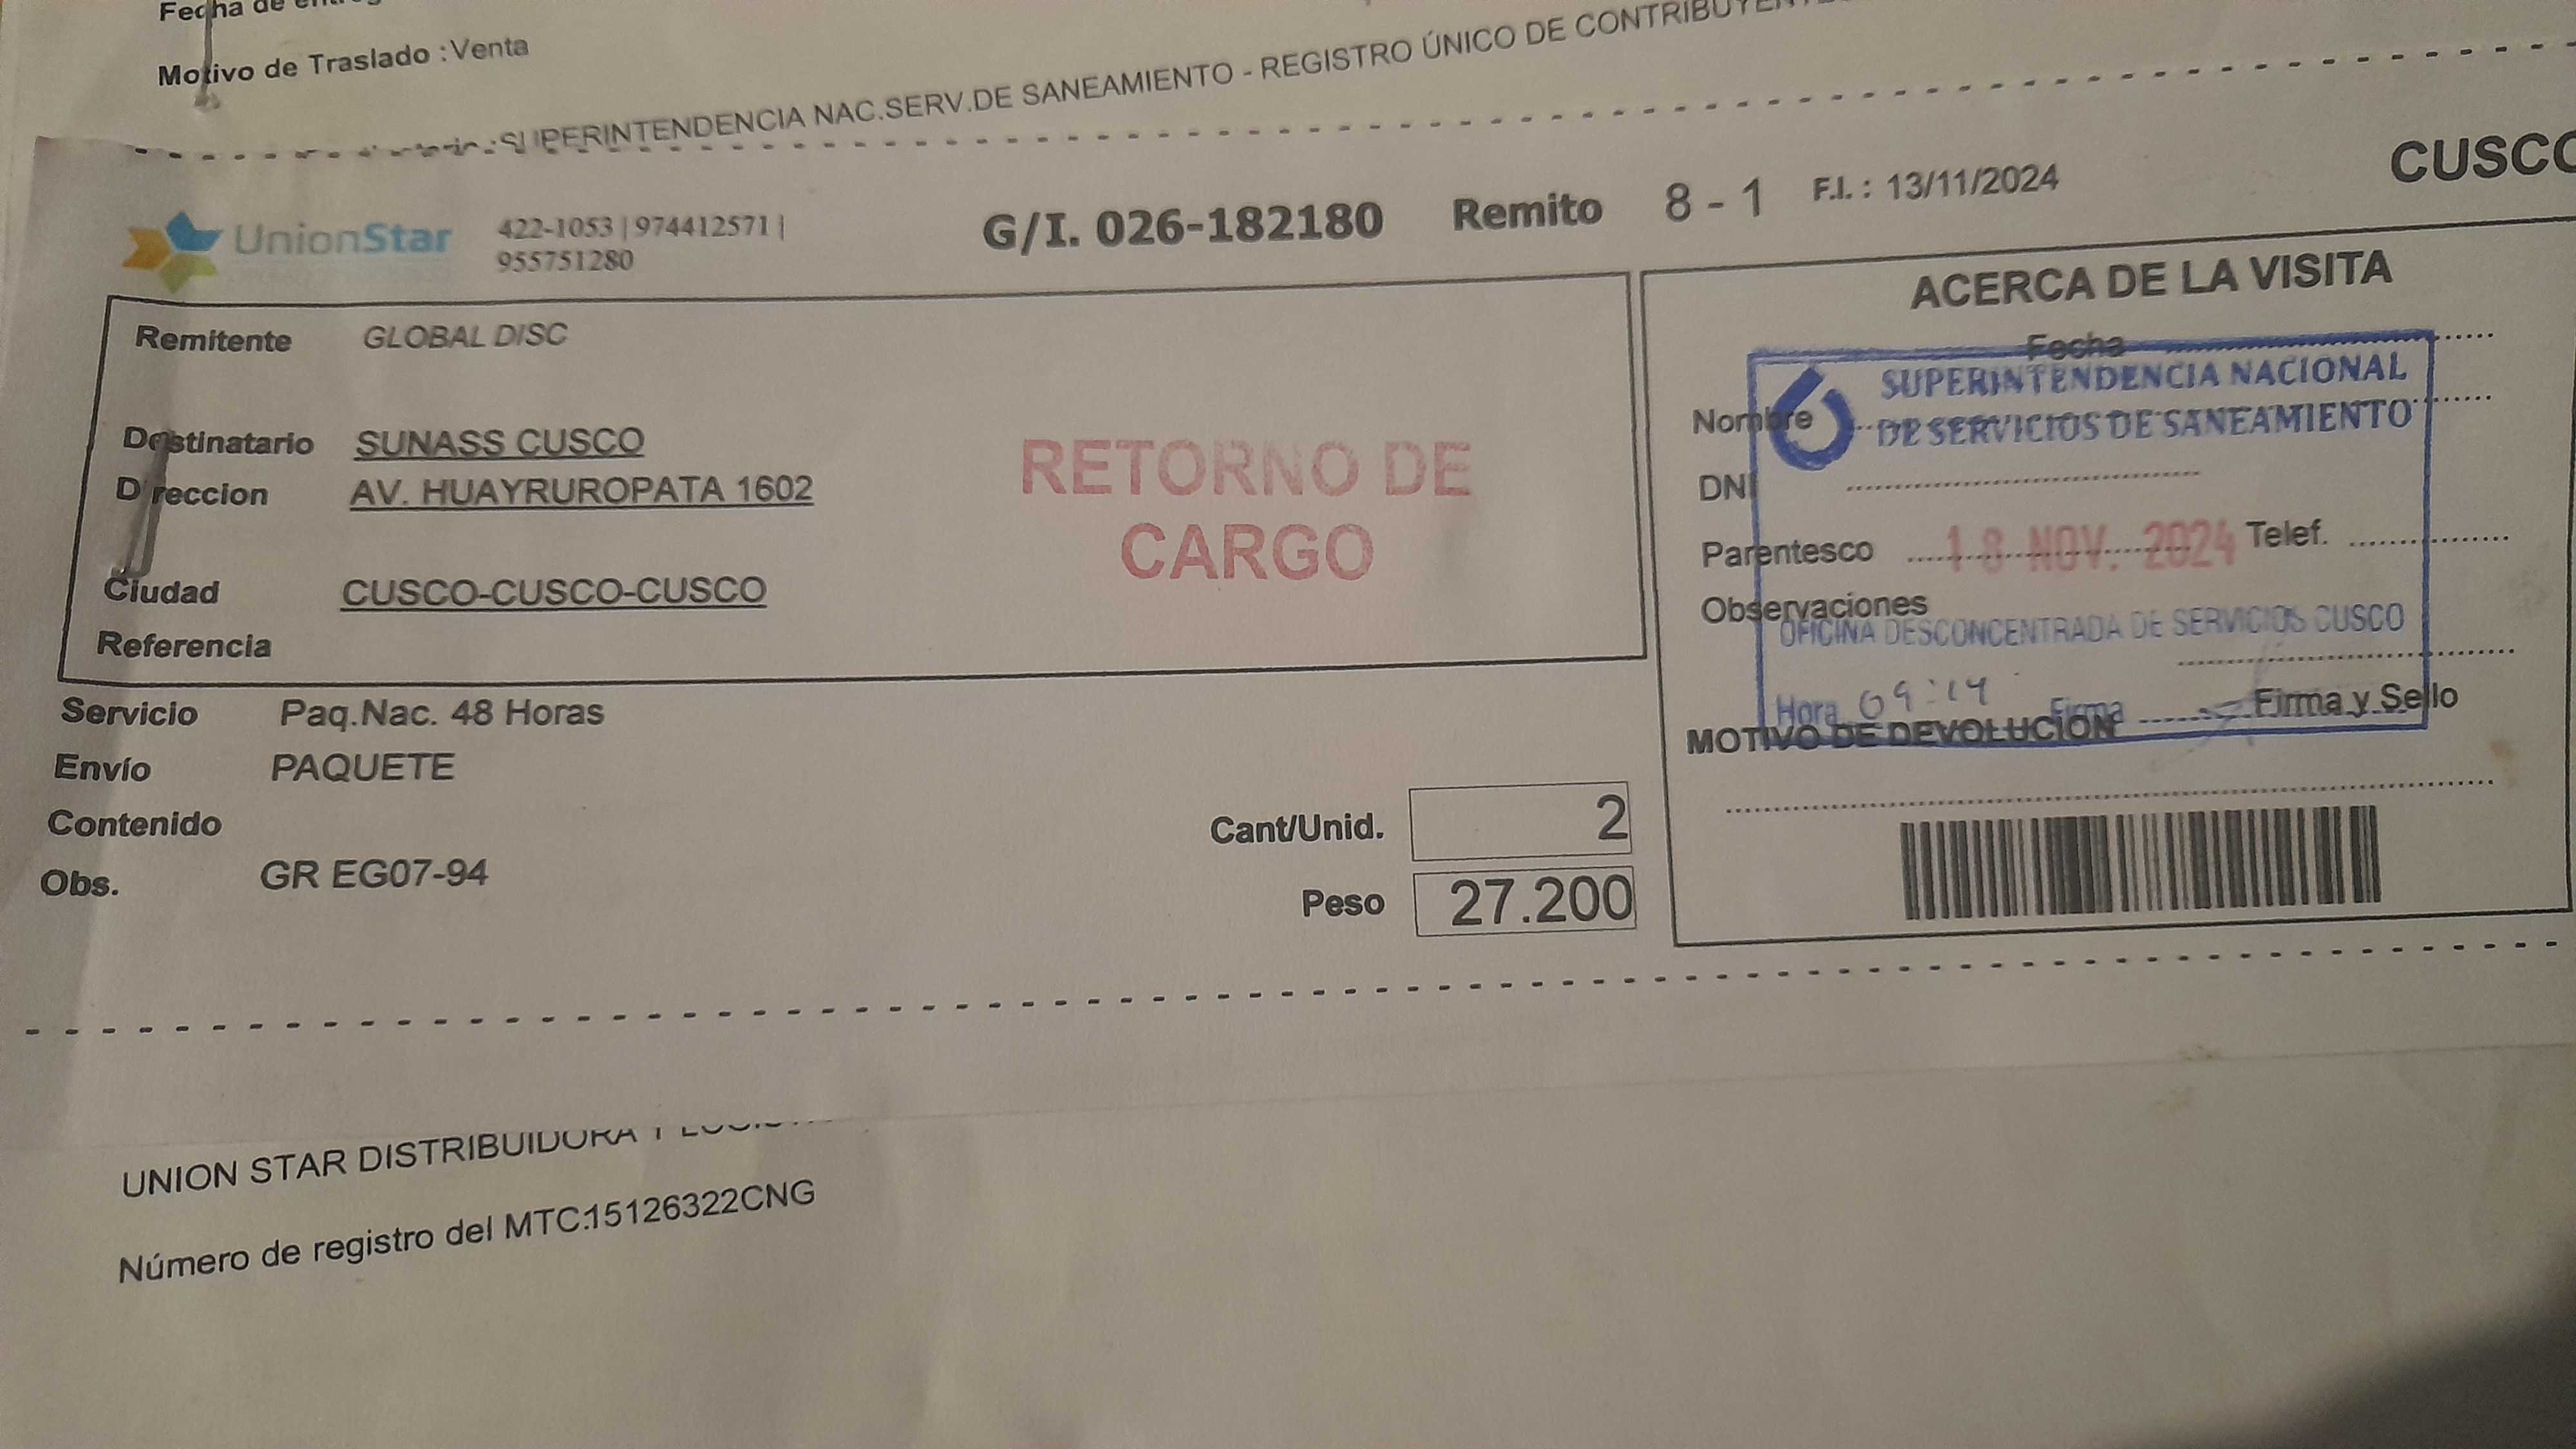 Fecha de
Motivo de Traslado : Venta
SUPERINTENDENCIA NAC.SERV.DE SANEAMIENTO - REGISTRO ÚNICO DE
UnionStar
422-1053 | 974412571 |
955751280
G/I. 026-182180 Remito 8 - 1 F.I. : 13/11/2024
CUSCO
Remitente GLOBAL DISC
Destinatario SUNASS CUSCO
Direccion AV. HUAYRUROPATA 1602
Ciudad CUSCO-CUSCO-CUSCO
Referencia
RETORNO DE
CARGO
Servicio Paq.Nac. 48 Horas
Envío PAQUETE
Contenido
Obs. GR EG07-94
Cant/Unid. 2
Peso 27.200
ACERCA DE LA VISITA
Fecha
Nombre
DNI
Parentesco
Telef.
Observaciones
Firma y Sello
MOTIVO DE DEVOLUCION
SUPERINTENDENCIA NACIONAL
DE SERVICIOS DE SANEAMIENTO
18 NOV. 2024
OFICINA DESCONCENTRADA DE SERVICIOS CUSCO
Hora 09:14 Firma
UNION STAR DISTRIBUIDORA Y
Número de registro del MTC:15126322CNG